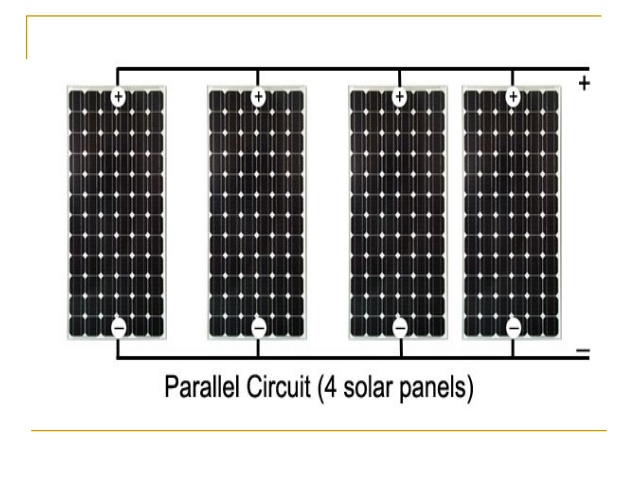 +
+ + + +
− − − −
−
Parallel Circuit (4 solar panels)